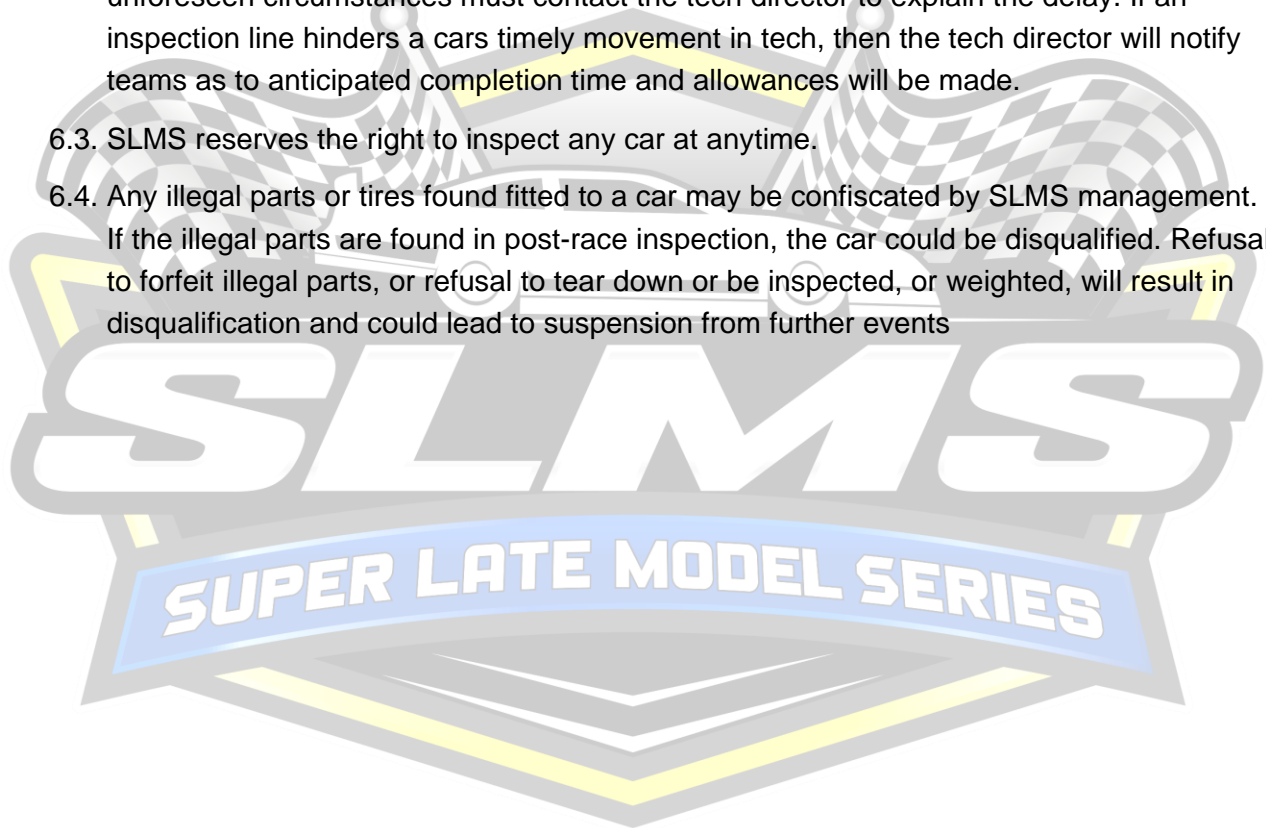 unforeseen circumstances must contact the tech director to explain the delay. If an
inspection line hinders a cars timely movement in tech, then the tech director will notify
teams as to anticipated completion time and allowances will be made.
6.3. SLMS reserves the right to inspect any car at anytime.
6.4. Any illegal parts or tires found fitted to a car may be confiscated by SLMS management.
If the illegal parts are found in post-race inspection, the car could be disqualified. Refusal
to forfeit illegal parts, or refusal to tear down or be inspected, or weighted, will result in
disqualification and could lead to suspension from further events
SLMS
SUPER LATE MODEL SERIES